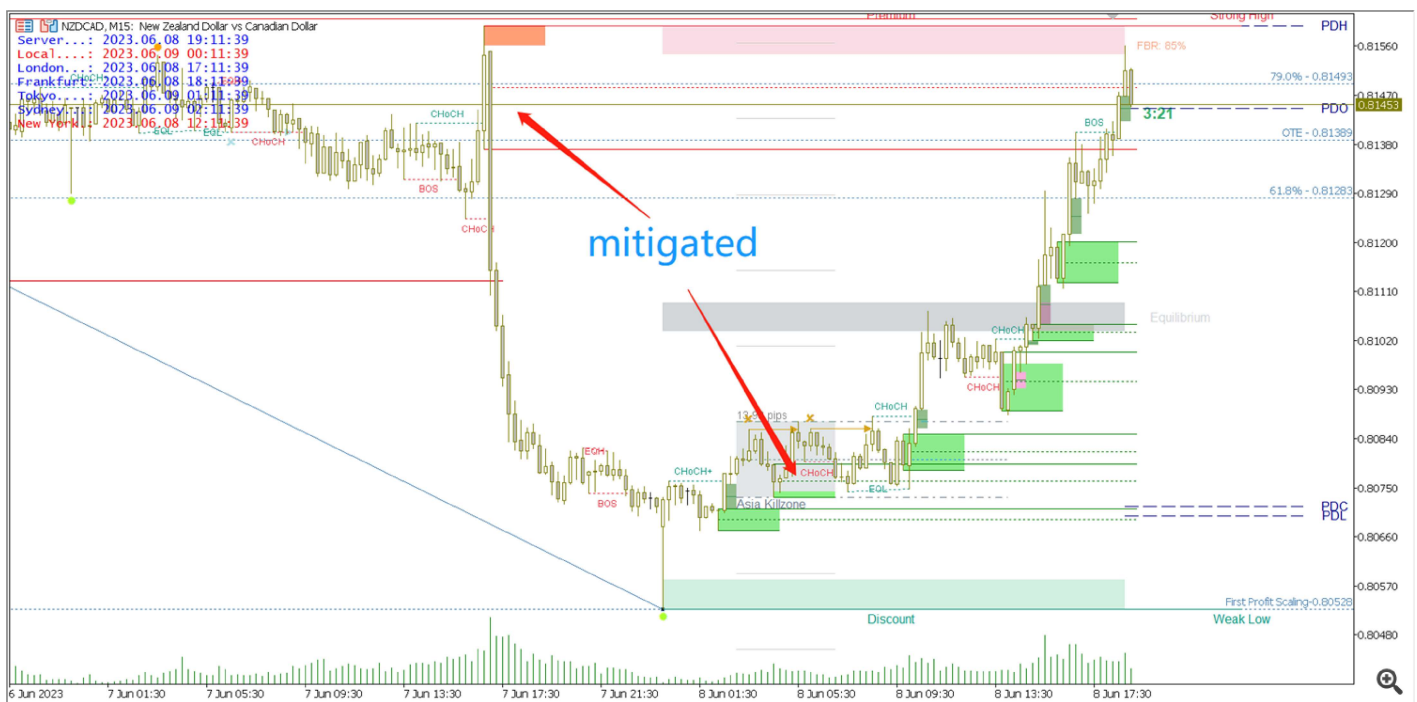 NZDCAD, M15: New Zealand Dollar vs Canadian Dollar
Server...: 2023.06.08 19:11:39
Local....: 2023.06.09 00:11:39
London...: 2023.06.08 17:11:39
Frankfurt: 2023.06.08 18:11:39
Tokyo....: 2023.06.09 01:11:39
Sydney...: 2023.06.09 02:11:39
New York.: 2023.06.08 12:11:39
Premium
Strong High
PDH
FBR: 85%
0.81560
79.0% - 0.81493
0.81470
0.81453
PDO
3:21
CHoCH+
EQL
EQL
CHoCH
CHoCH
BOS
OTE - 0.81389
0.81380
BOS
61.8% - 0.81283
0.81290
CHoCH
mitigated
0.81200
0.81110
Equilibrium
CHoCH
0.81020
CHoCH
0.80930
CHoCH
pips
0.80840
EQH
CHoCH+
CHoCH
EQL
0.80750
BOS
Asia Killzone
PDC
PDL
0.80660
0.80570
First Profit Scaling-0.80528
Discount
Weak Low
0.80480
6 Jun 2023
7 Jun 01:30
7 Jun 05:30
7 Jun 09:30
7 Jun 13:30
7 Jun 17:30
7 Jun 21:30
8 Jun 01:30
8 Jun 05:30
8 Jun 09:30
8 Jun 13:30
8 Jun 17:30